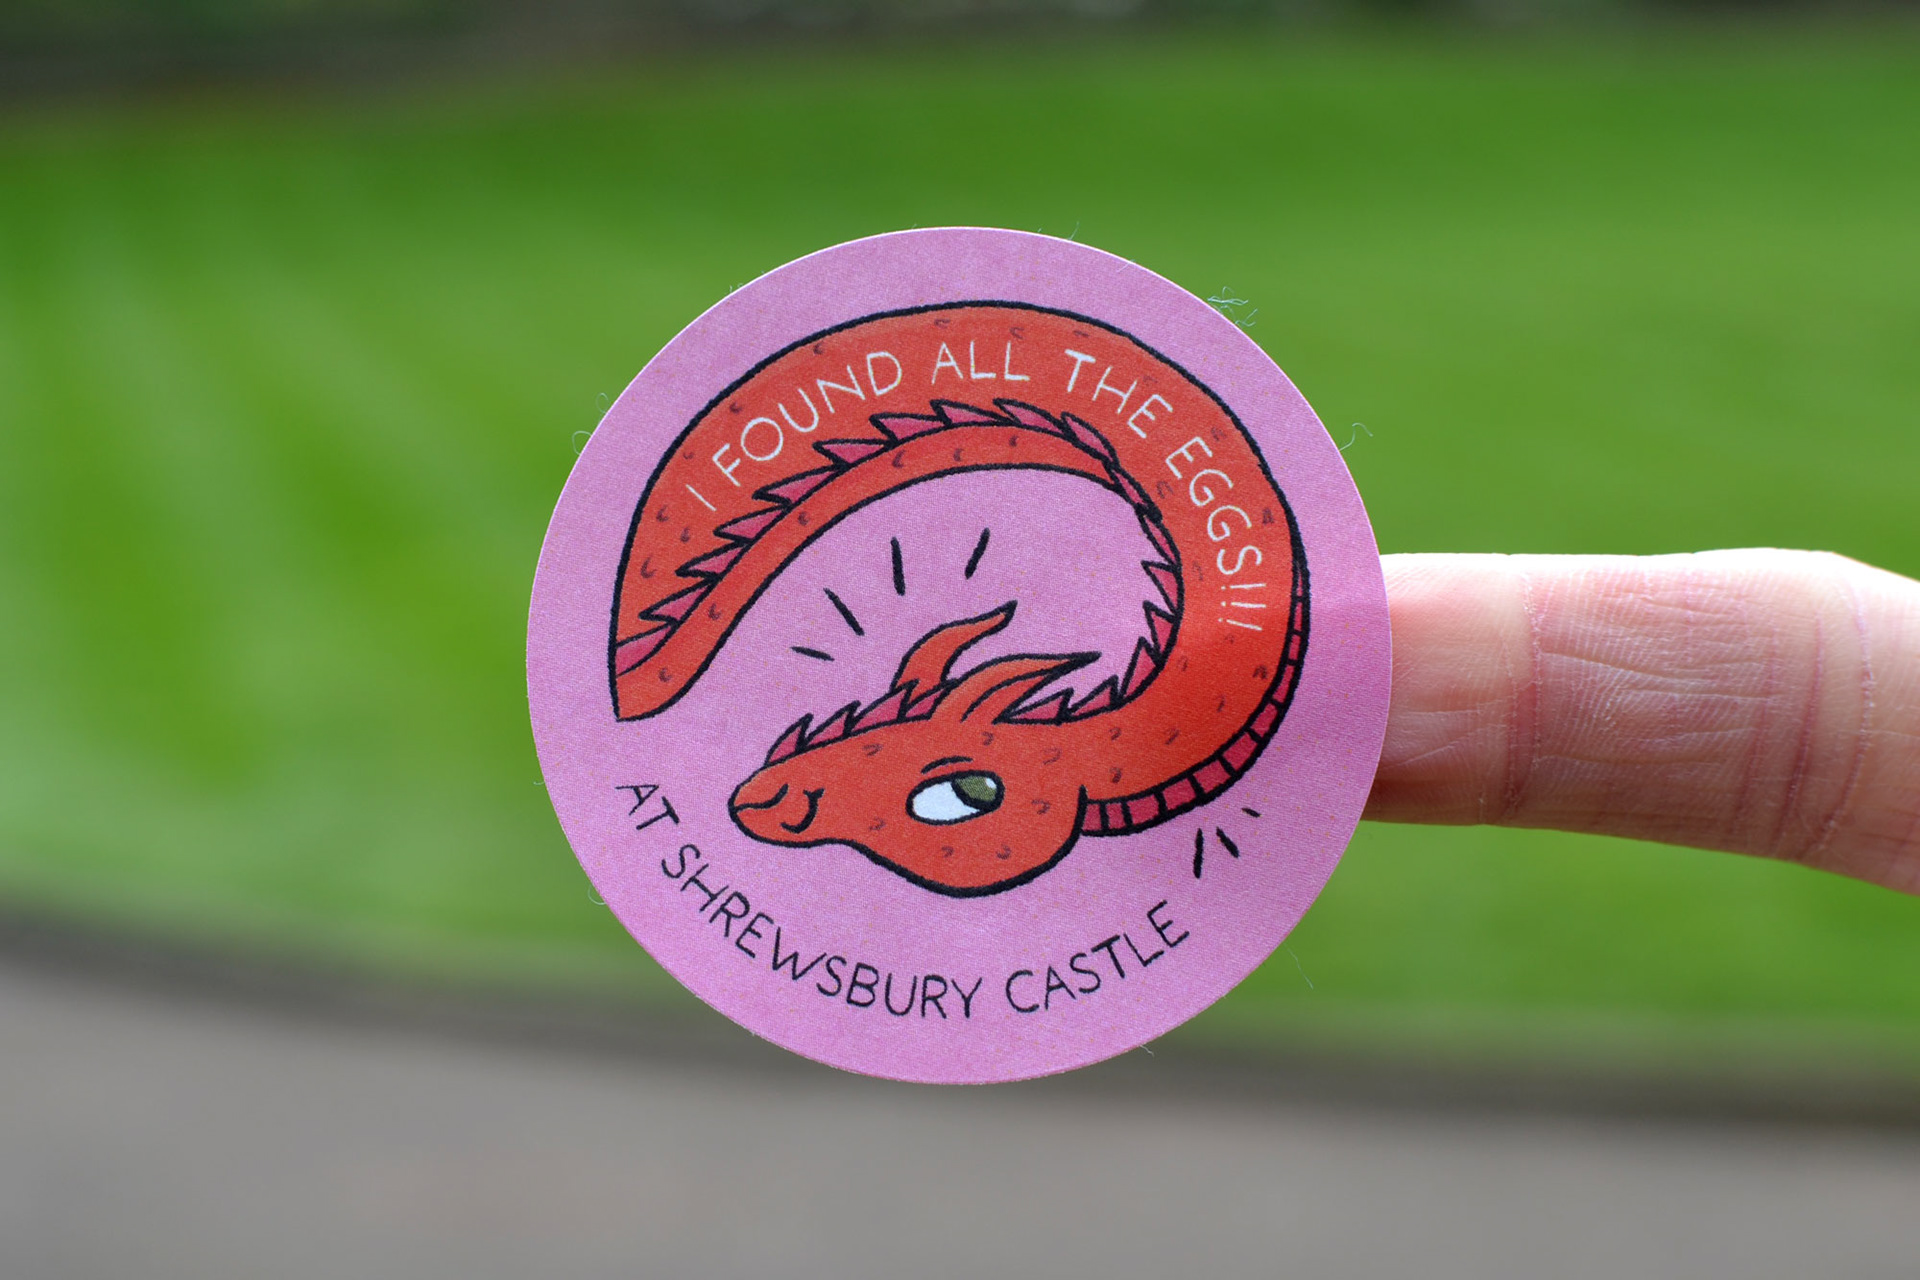 I FOUND ALL THE EGGS!!!
AT SHREWSBURY CASTLE